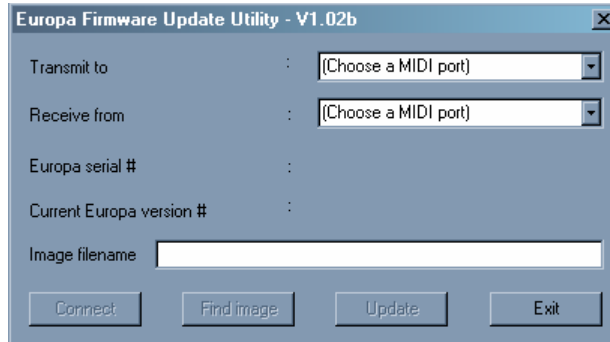 Europa Firmware Update Utility - V1.02b
Transmit to : (Choose a MIDI port)
Receive from : (Choose a MIDI port)
Europa serial # :
Current Europa version # :
Image filename
Connect Find image Update Exit